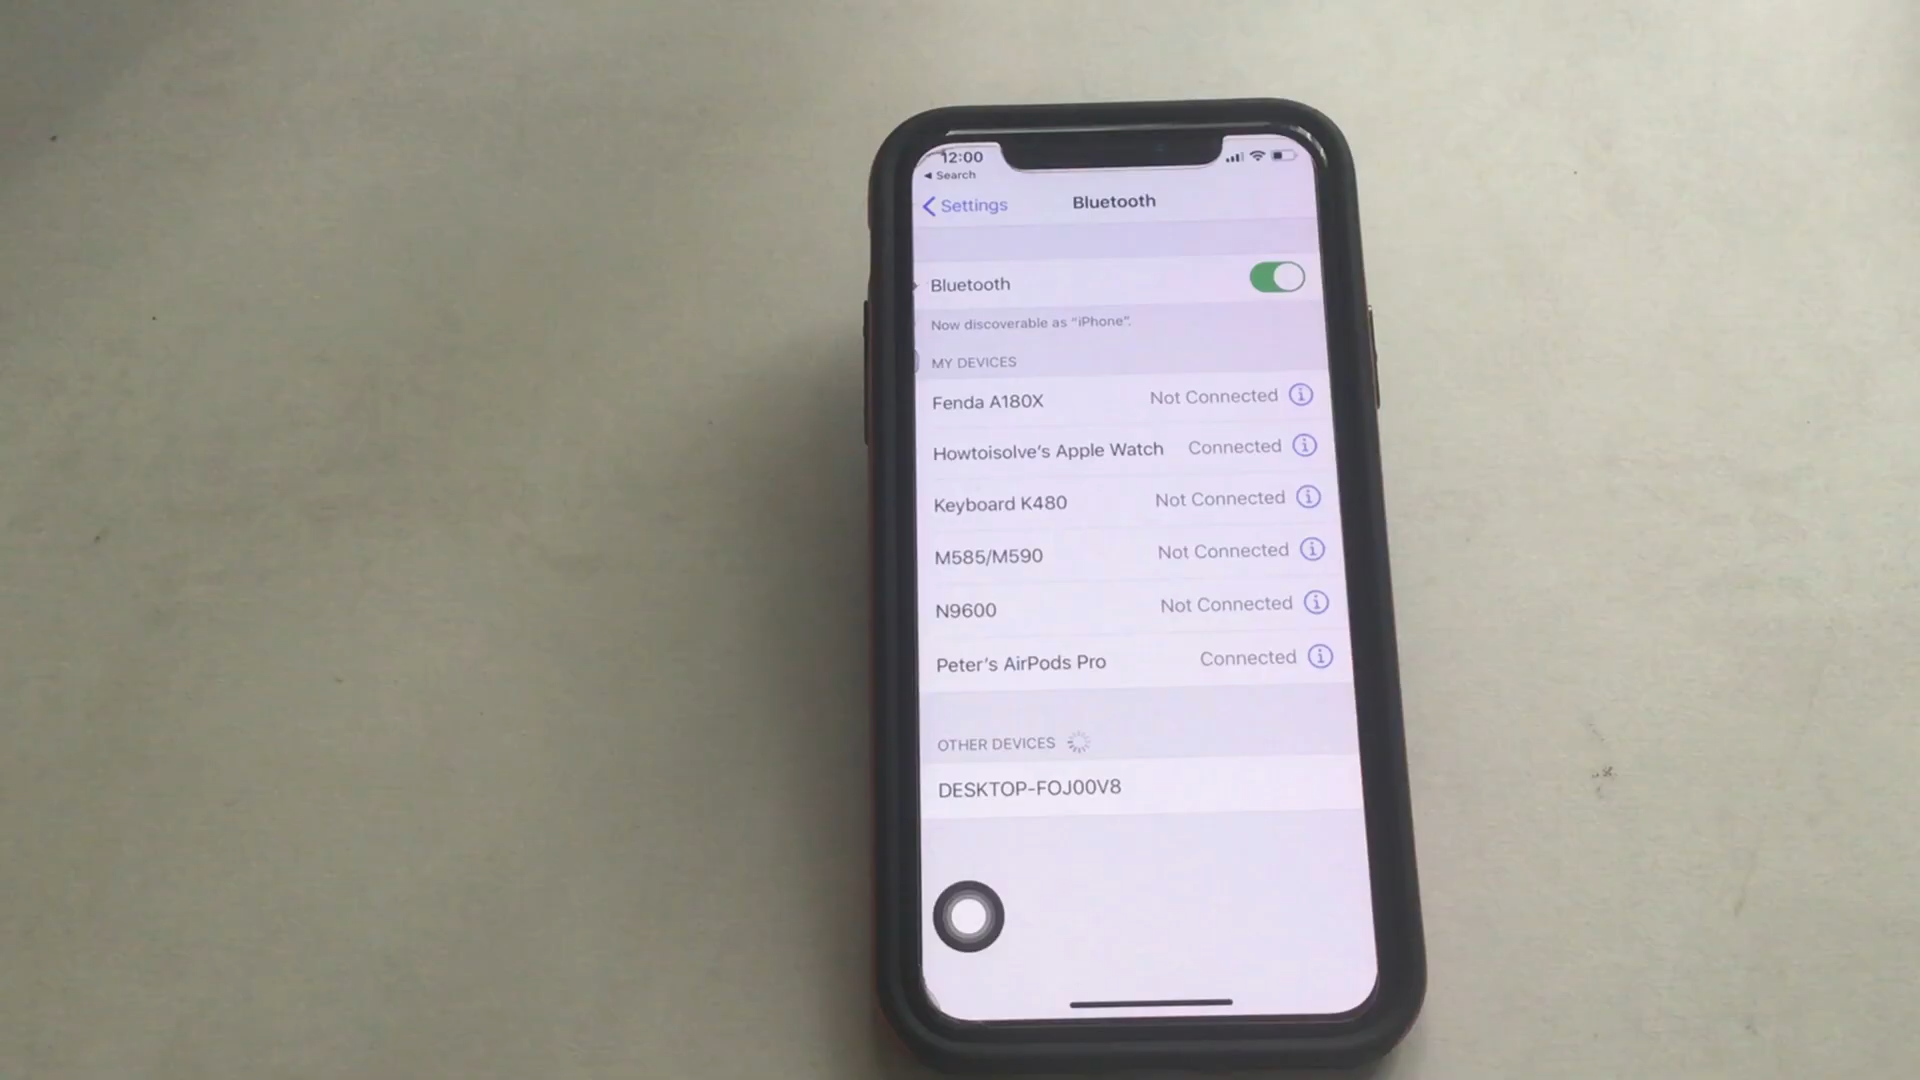 12:00
Search
Settings
Bluetooth
Bluetooth
Now discoverable as “iPhone”.
MY DEVICES
Fenda A180X Not Connected
Howtoisolve’s Apple Watch Connected
Keyboard K480 Not Connected
M585/M590 Not Connected
N9600 Not Connected
Peter’s AirPods Pro Connected
OTHER DEVICES
DESKTOP-FOJ00V8